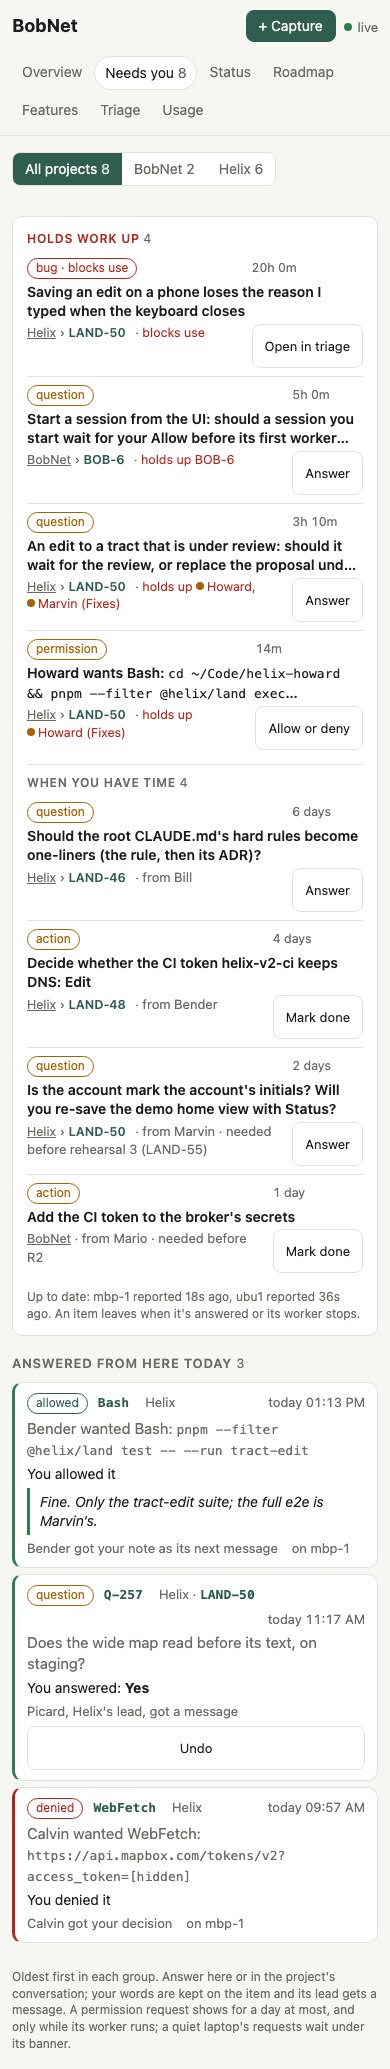 BobNet
+ Capture
live
Overview
Needs you 8
Status
Roadmap
Features
Triage
Usage
All projects 8
BobNet 2
Helix 6
HOLDS WORK UP 4
bug · blocks use
20h 0m
Saving an edit on a phone loses the reason I
typed when the keyboard closes
Helix › LAND-50 · blocks use
Open in triage
question
5h 0m
Start a session from the UI: should a session you
start wait for your Allow before its first worker…
BobNet › BOB-6 · holds up BOB-6
Answer
question
3h 10m
An edit to a tract that is under review: should it
wait for the review, or replace the proposal und…
Helix › LAND-50 · holds up Howard,
Marvin (Fixes)
Answer
permission
14m
Howard wants Bash: cd ~/Code/helix-howard
&& pnpm --filter @helix/land exec…
Helix › LAND-50 · holds up
Howard (Fixes)
Allow or deny
WHEN YOU HAVE TIME 4
question
6 days
Should the root CLAUDE.md's hard rules become
one-liners (the rule, then its ADR)?
Helix › LAND-46 · from Bill
Answer
action
4 days
Decide whether the CI token helix-v2-ci keeps
DNS: Edit
Helix › LAND-48 · from Bender
Mark done
question
2 days
Is the account mark the account's initials? Will
you re-save the demo home view with Status?
Helix › LAND-50 · from Marvin · needed
before rehearsal 3 (LAND-55)
Answer
action
1 day
Add the CI token to the broker's secrets
BobNet · from Mario · needed before
R2
Mark done
Up to date: mbp-1 reported 18s ago, ubu1 reported 36s
ago. An item leaves when it's answered or its worker stops.
ANSWERED FROM HERE TODAY 3
allowed Bash Helix
today 01:13 PM
Bender wanted Bash: pnpm --filter
@helix/land test -- --run tract-edit
You allowed it
Fine. Only the tract-edit suite; the full e2e is
Marvin's.
Bender got your note as its next message on mbp-1
question Q-257 Helix · LAND-50
today 11:17 AM
Does the wide map read before its text, on
staging?
You answered: Yes
Picard, Helix's lead, got a message
Undo
denied WebFetch Helix
today 09:57 AM
Calvin wanted WebFetch:
https://api.mapbox.com/tokens/v2?
access_token=[hidden]
You denied it
Calvin got your decision on mbp-1
Oldest first in each group. Answer here or in the project's
conversation; your words are kept on the item and its lead gets a
message. A permission request shows for a day at most, and
only while its worker runs; a quiet laptop's requests wait under
its banner.